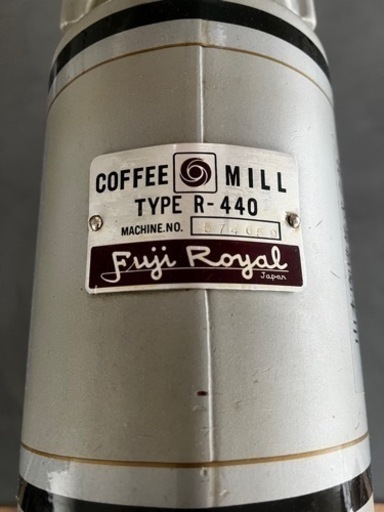 COFFEE MILL
TYPE R-440
MACHINE.NO.
Fuji Royal
Japan